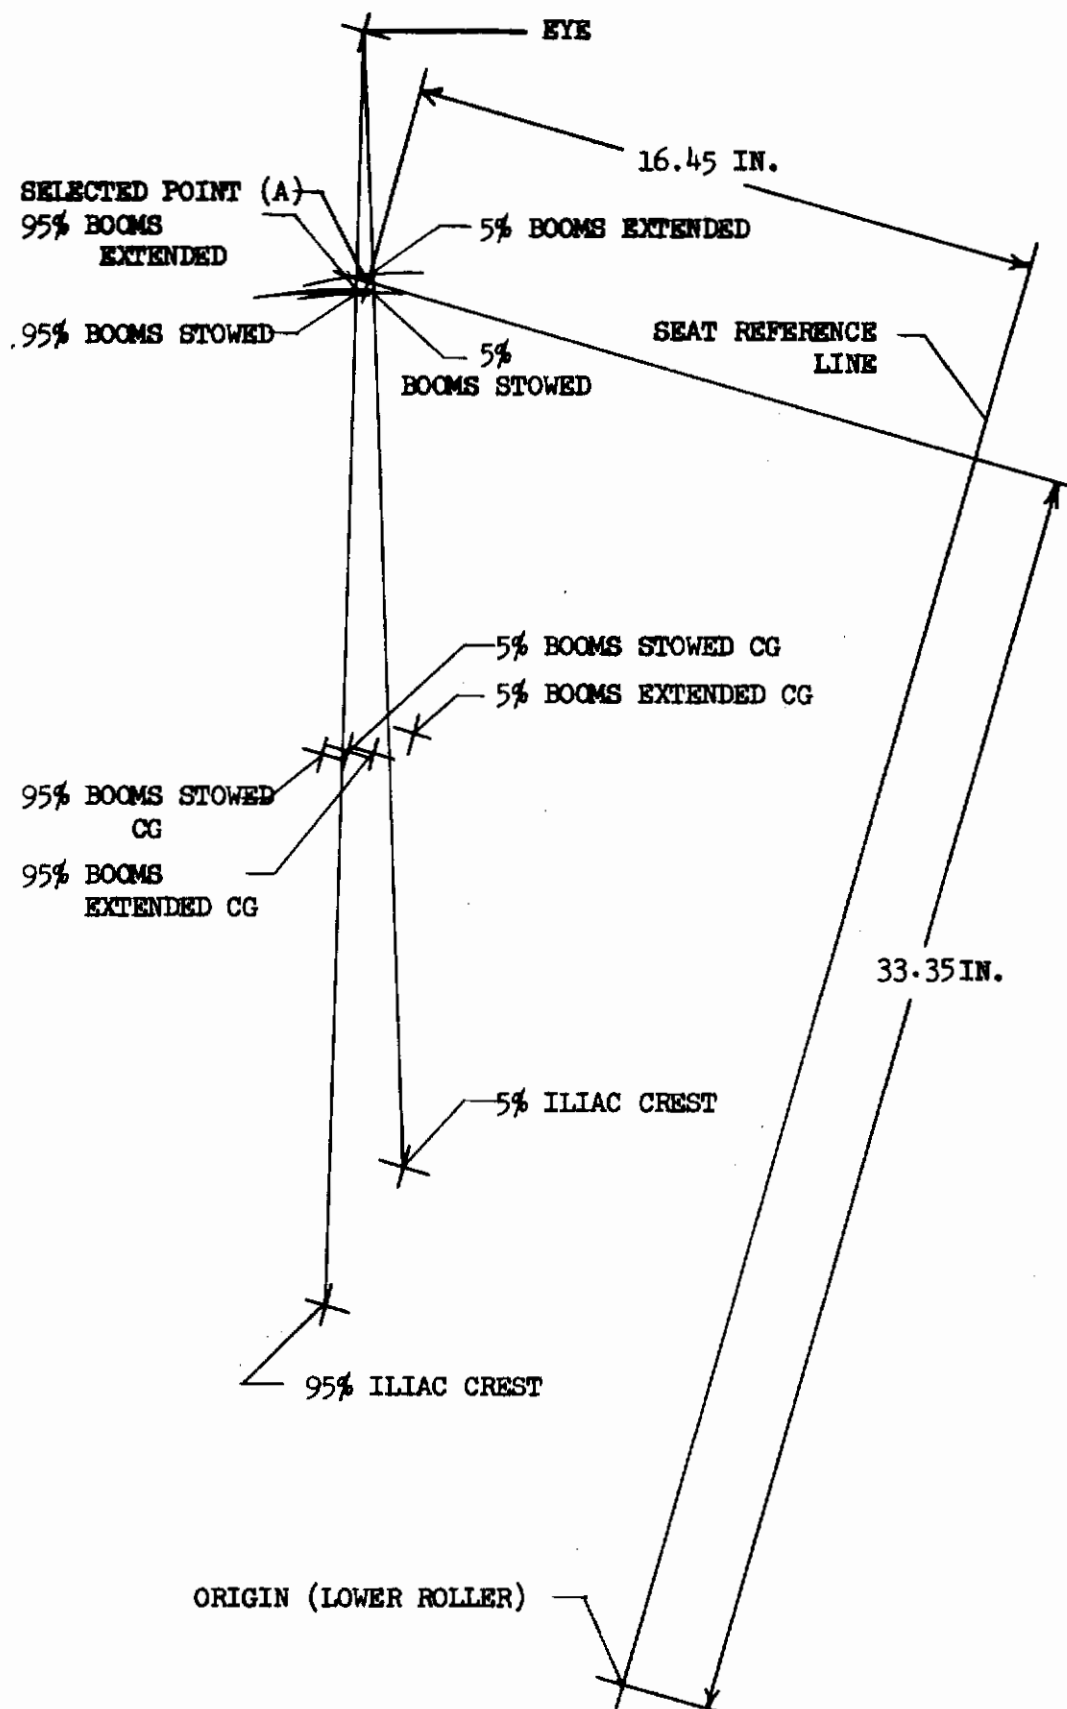 EYE
16.45 IN.
SELECTED POINT (A)
95% BOOMS
EXTENDED
5% BOOMS EXTENDED
95% BOOMS STOWED
5%
BOOMS STOWED
SEAT REFERENCE
LINE
5% BOOMS STOWED CG
5% BOOMS EXTENDED CG
95% BOOMS STOWED
CG
95% BOOMS
EXTENDED CG
33.35 IN.
5% ILIAC CREST
95% ILIAC CREST
ORIGIN (LOWER ROLLER)